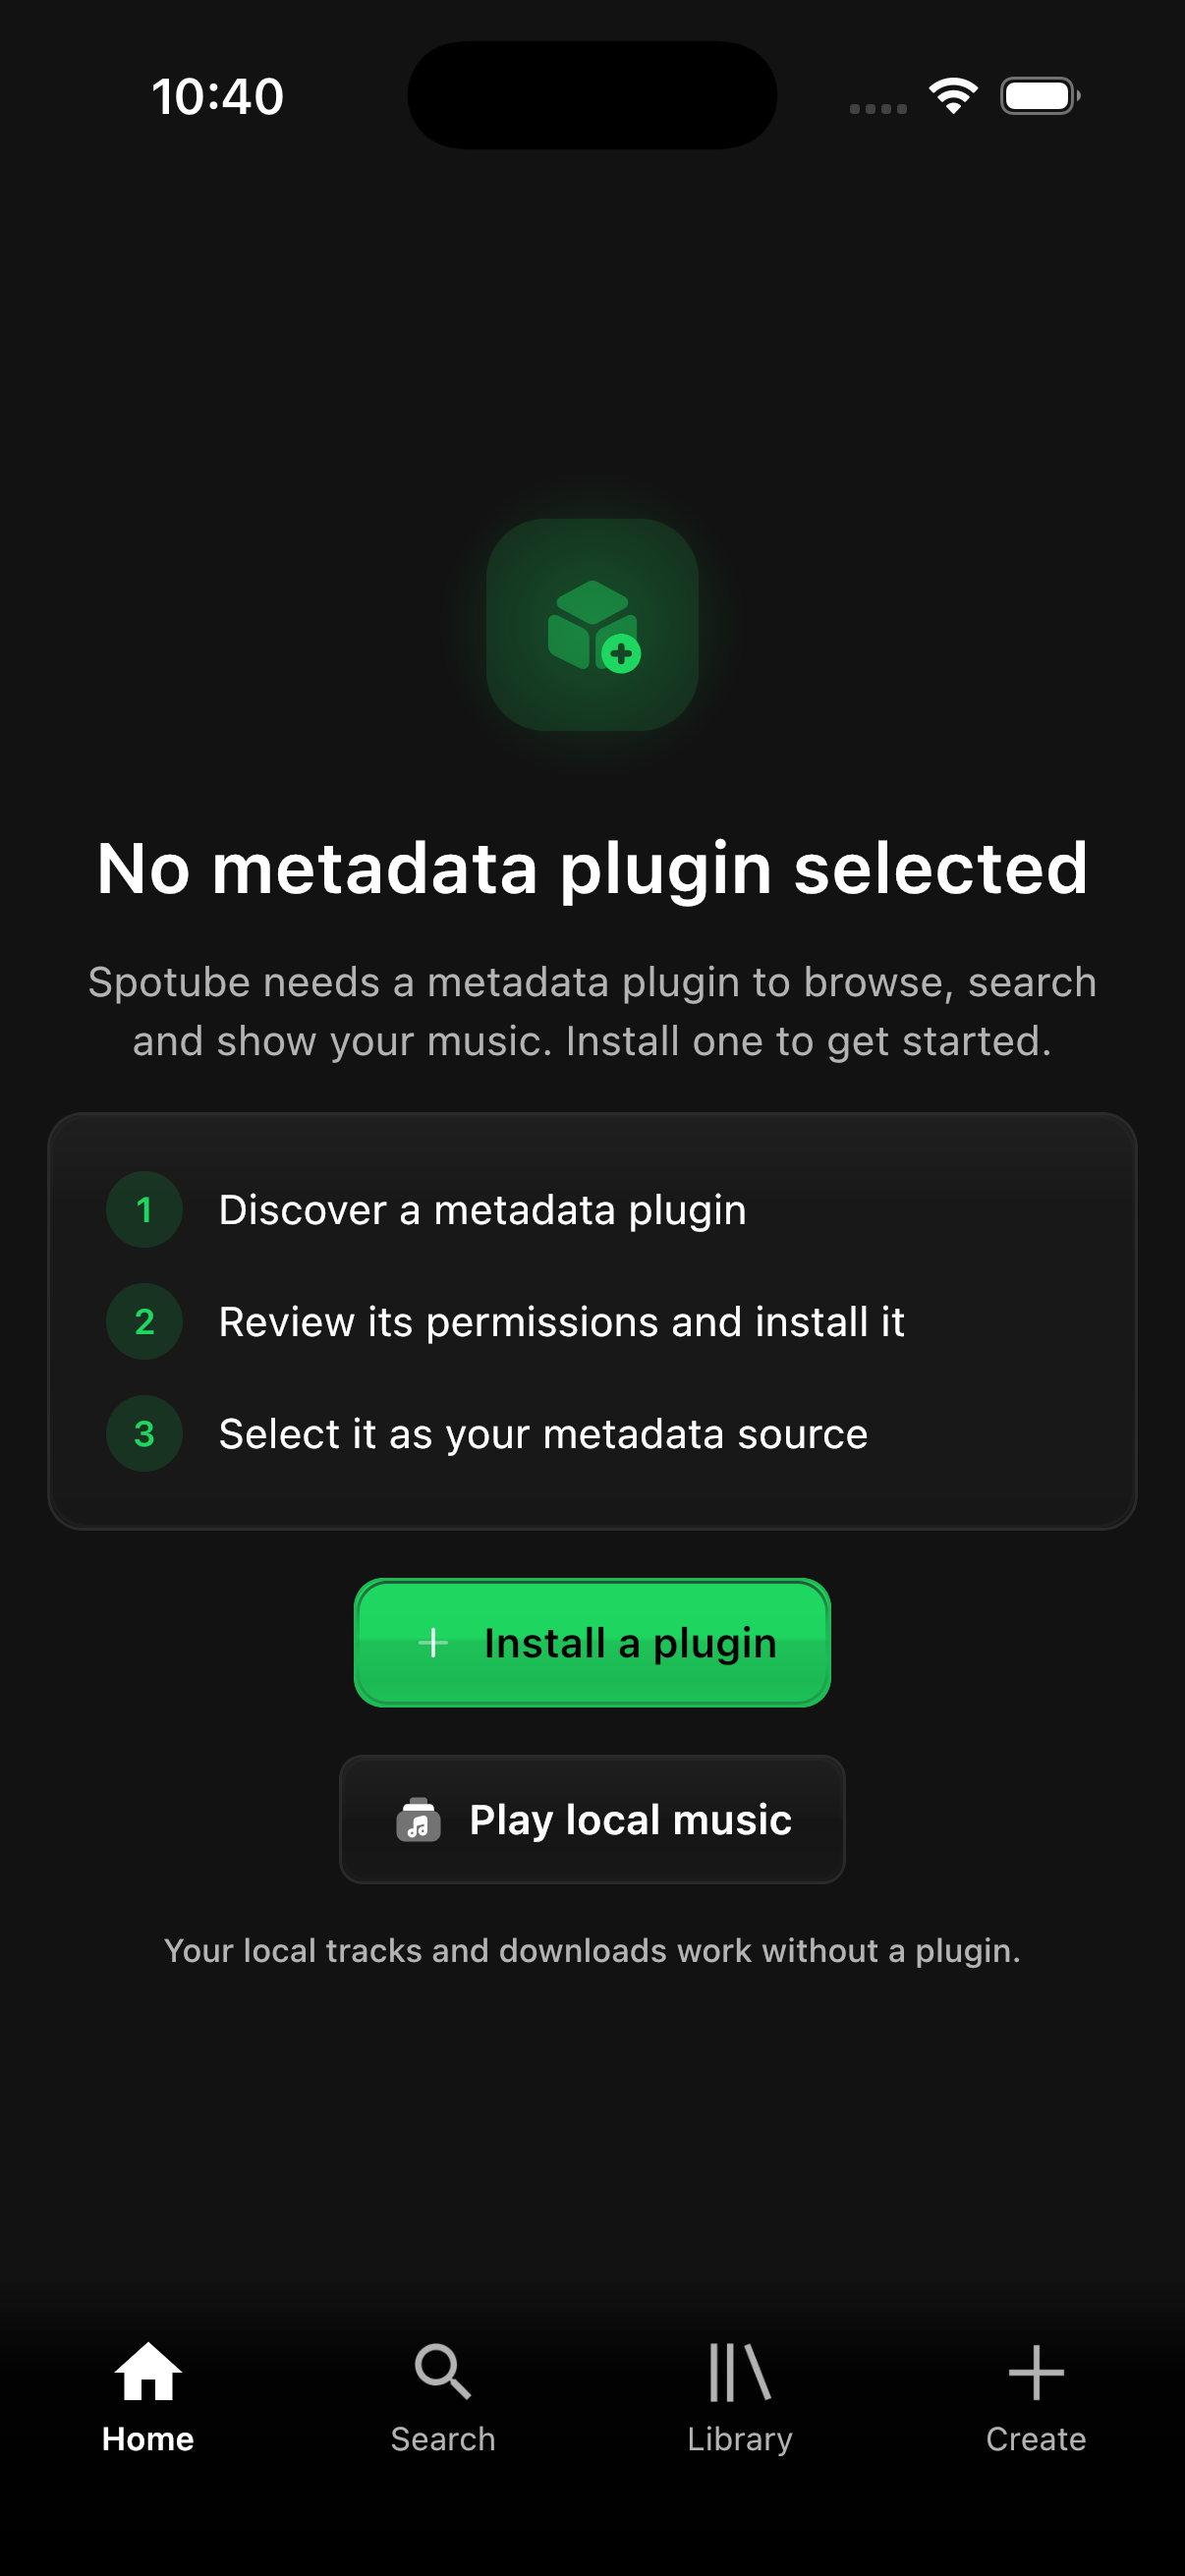 10:40
No metadata plugin selected
Spotube needs a metadata plugin to browse, search
and show your music. Install one to get started.
1 Discover a metadata plugin
2 Review its permissions and install it
3 Select it as your metadata source
Install a plugin
Play local music
Your local tracks and downloads work without a plugin.
Home Search Library Create